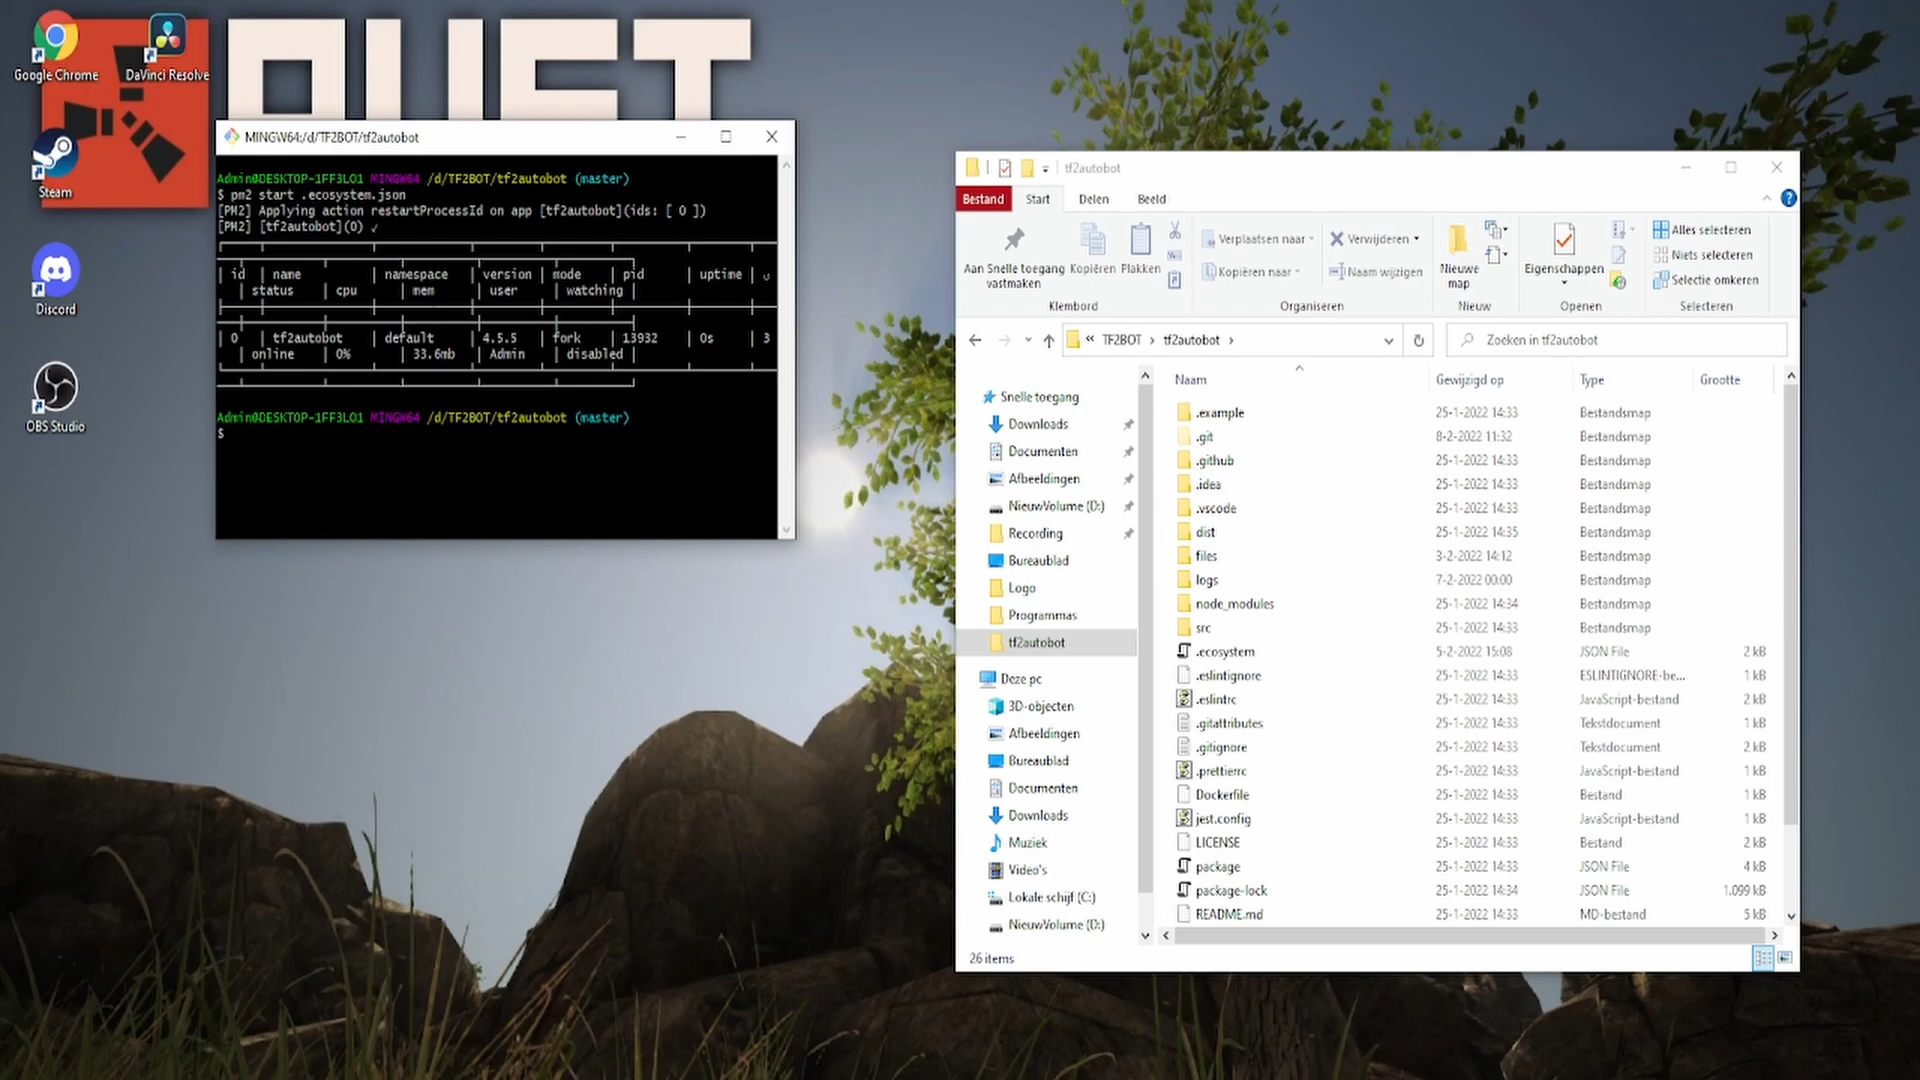 RUST
Google Chrome
DaVinci Resolve
Steam
Discord
OBS Studio
MINGW64:/d/TF2BOT/tf2autobot
Admin@DESKTOP-1FF3LO1 MINGW64 /d/TF2BOT/tf2autobot (master)
$ pm2 start .ecosystem.json
[PM2] Applying action restartProcessId on app [tf2autobot](ids: [ 0 ])
[PM2] [tf2autobot](0) ✓
│ id │ name │ namespace │ version │ mode │ pid │ uptime │ ↺
│ status │ cpu │ mem │ user │ watching │
│ 0 │ tf2autobot │ default │ 4.5.5 │ fork │ 13932 │ 0s │ 3
│ online │ 0% │ 33.6mb │ Admin │ disabled │
Admin@DESKTOP-1FF3LO1 MINGW64 /d/TF2BOT/tf2autobot (master)
$
tf2autobot
Bestand Start Delen Beeld
Aan Snelle toegang vastmaken
Kopiëren
Plakken
Klembord
Verplaatsen naar
Kopiëren naar
Verwijderen
Naam wijzigen
Organiseren
Nieuwe map
Nieuw
Eigenschappen
Openen
Alles selecteren
Niets selecteren
Selectie omkeren
Selecteren
« TF2BOT › tf2autobot ›
Zoeken in tf2autobot
Snelle toegang
Downloads
Documenten
Afbeeldingen
NieuwVolume (D:)
Recording
Bureaublad
Logo
Programmas
tf2autobot
Deze pc
3D-objecten
Afbeeldingen
Bureaublad
Documenten
Downloads
Muziek
Video's
Lokale schijf (C:)
NieuwVolume (D:)
Naam Gewijzigd op Type Grootte
.example 25-1-2022 14:33 Bestandsmap
.git 8-2-2022 11:32 Bestandsmap
.github 25-1-2022 14:33 Bestandsmap
.idea 25-1-2022 14:33 Bestandsmap
.vscode 25-1-2022 14:33 Bestandsmap
dist 25-1-2022 14:35 Bestandsmap
files 3-2-2022 14:12 Bestandsmap
logs 7-2-2022 00:00 Bestandsmap
node_modules 25-1-2022 14:34 Bestandsmap
src 25-1-2022 14:33 Bestandsmap
.ecosystem 5-2-2022 15:08 JSON File 2 kB
.eslintignore 25-1-2022 14:33 ESLINTIGNORE-be... 1 kB
.eslintrc 25-1-2022 14:33 JavaScript-bestand 2 kB
.gitattributes 25-1-2022 14:33 Tekstdocument 1 kB
.gitignore 25-1-2022 14:33 Tekstdocument 2 kB
.prettierrc 25-1-2022 14:33 JavaScript-bestand 1 kB
Dockerfile 25-1-2022 14:33 Bestand 1 kB
jest.config 25-1-2022 14:33 JavaScript-bestand 1 kB
LICENSE 25-1-2022 14:33 Bestand 2 kB
package 25-1-2022 14:33 JSON File 4 kB
package-lock 25-1-2022 14:34 JSON File 1.099 kB
README.md 25-1-2022 14:33 MD-bestand 5 kB
26 items